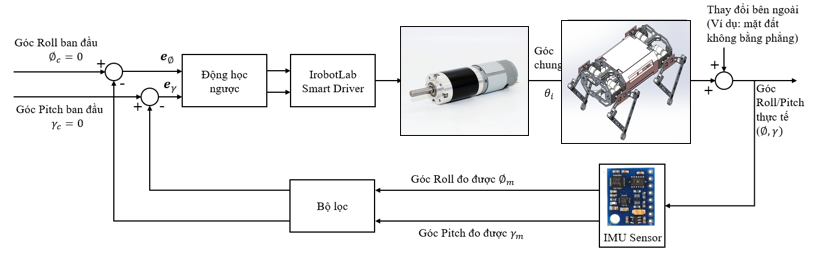 Góc Roll ban đầu
∅𝑐 = 0
+
-
𝒆∅
Góc Pitch ban đầu
𝛾𝑐 = 0
+
-
𝒆𝛾
Động học
ngược
IrobotLab
Smart Driver
Góc
chung
𝜃𝑖
Thay đổi bên ngoài
(Ví dụ: mặt đất
không bằng phẳng)
+
+
Góc
Roll/Pitch
thực tế
(∅, 𝛾)
Góc Roll đo được ∅𝑚
Góc Pitch đo được 𝛾𝑚
Bộ lọc
IMU Sensor